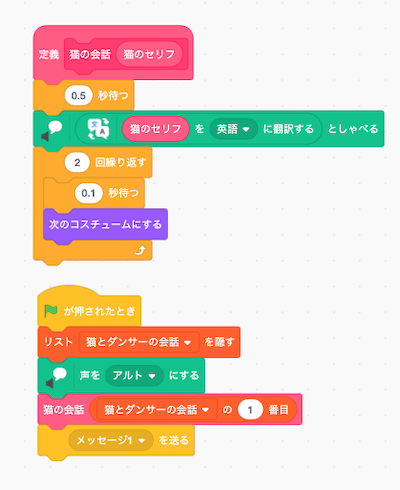 定義 猫の会話 猫のセリフ
0.5 秒待つ
猫のセリフ を 英語 に翻訳する としゃべる
2 回繰り返す
0.1 秒待つ
次のコスチュームにする
が押されたとき
リスト 猫とダンサーの会話 を隠す
声を アルト にする
猫の会話 猫とダンサーの会話 の 1 番目
メッセージ1 を送る